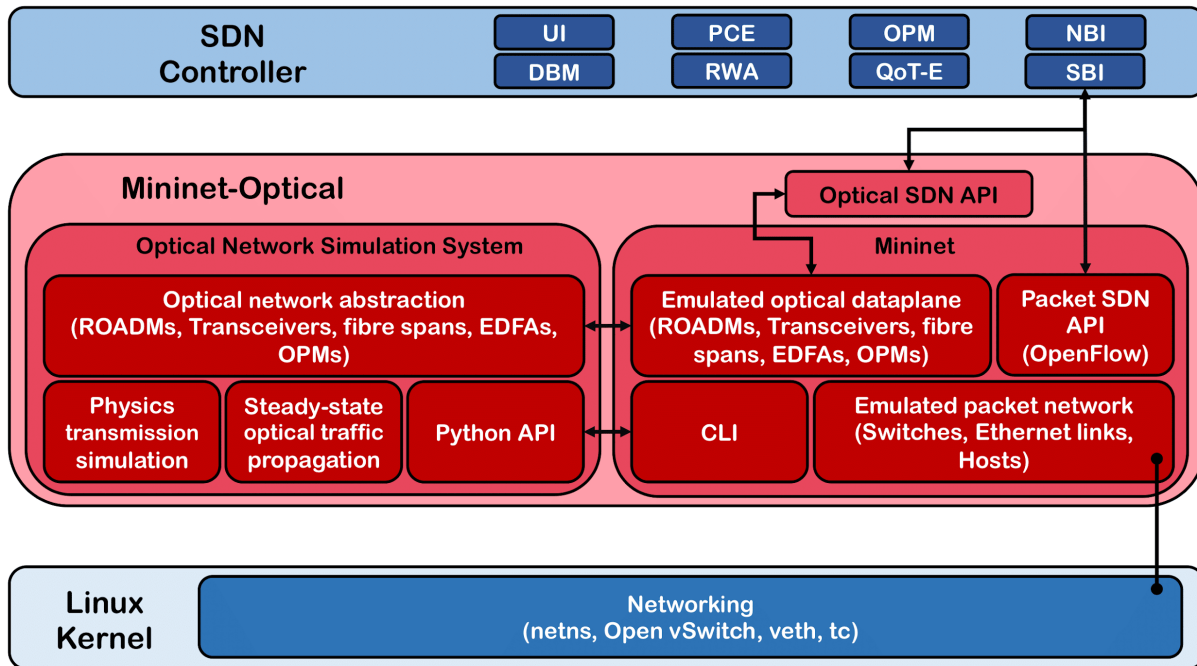 SDN
Controller
UI
PCE
OPM
NBI
DBM
RWA
QoT-E
SBI
Mininet-Optical
Optical SDN API
Optical Network Simulation System
Mininet
Optical network abstraction
(ROADMs, Transceivers, fibre spans, EDFAs,
OPMs)
Emulated optical dataplane
(ROADMs, Transceivers, fibre
spans, EDFAs, OPMs)
Packet SDN
API
(OpenFlow)
Physics
transmission
simulation
Steady-state
optical traffic
propagation
Python API
CLI
Emulated packet network
(Switches, Ethernet links,
Hosts)
Linux
Kernel
Networking
(netns, Open vSwitch, veth, tc)